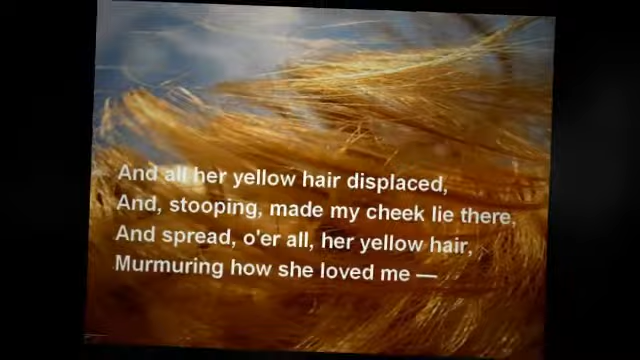 And all her yellow hair displaced,
And, stooping, made my cheek lie there,
And spread, o'er all, her yellow hair,
Murmuring how she loved me —